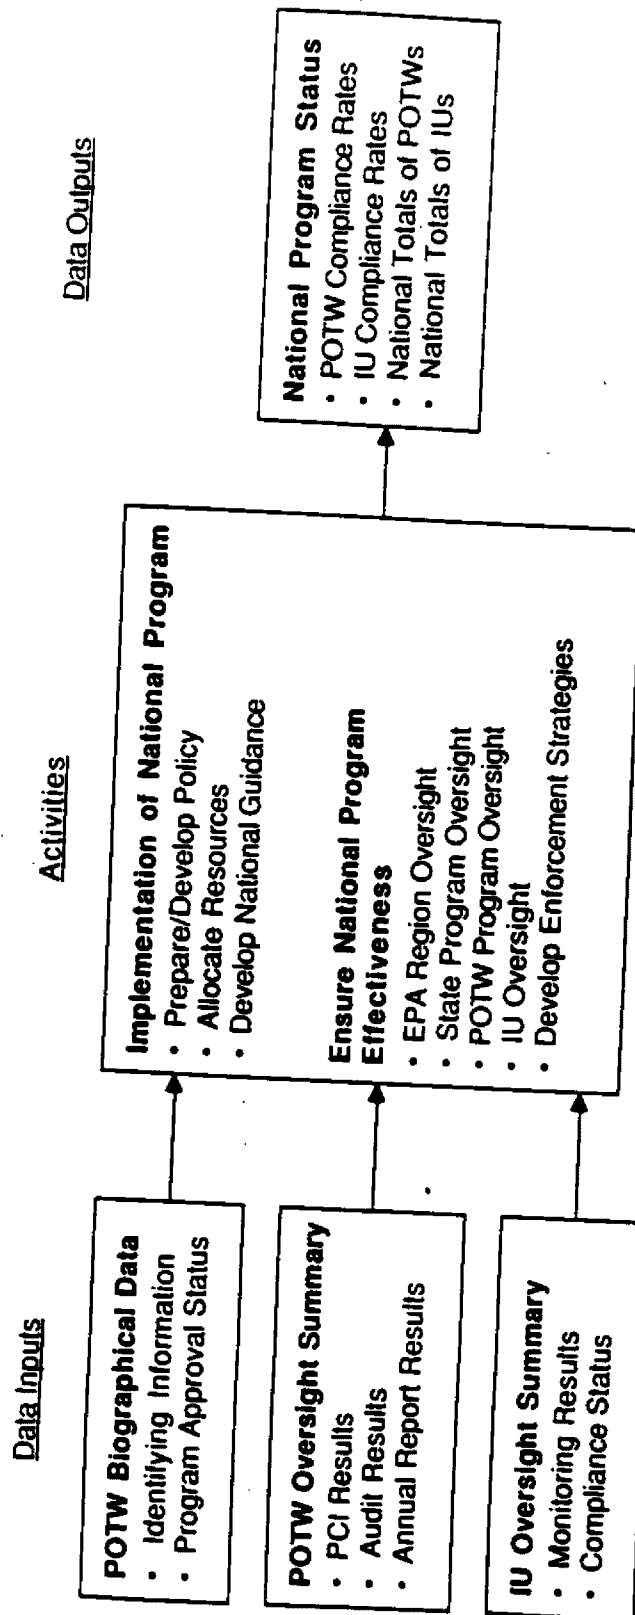 Data Inputs
POTW Biographical Data
• Identifying Information
• Program Approval Status
POTW Oversight Summary
• PCI Results
• Audit Results
• Annual Report Results
IU Oversight Summary
• Monitoring Results
• Compliance Status
Activities
Implementation of National Program
• Prepare/Develop Policy
• Allocate Resources
• Develop National Guidance
Ensure National Program
Effectiveness
• EPA Region Oversight
• State Program Oversight
• POTW Program Oversight
• IU Oversight
• Develop Enforcement Strategies
Data Outputs
National Program Status
• POTW Compliance Rates
• IU Compliance Rates
• National Totals of POTWs
• National Totals of IUs